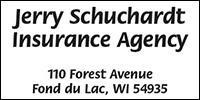 Jerry Schuchardt
Insurance Agency
110 Forest Avenue
Fond du Lac, WI 54935